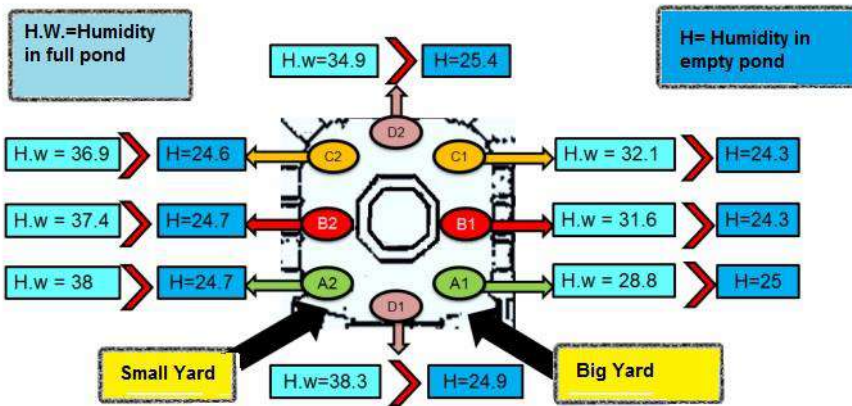 H.W.=Humidity
in full pond
H= Humidity in
empty pond
H.w=34.9
H=25.4
D2
H.w = 36.9
H=24.6
C2
C1
H.w = 32.1
H=24.3
H.w = 37.4
H=24.7
B2
B1
H.w = 31.6
H=24.3
H.w = 38
H=24.7
A2
A1
H.w = 28.8
H=25
D1
Small Yard
Big Yard
H.w=38.3
H=24.9